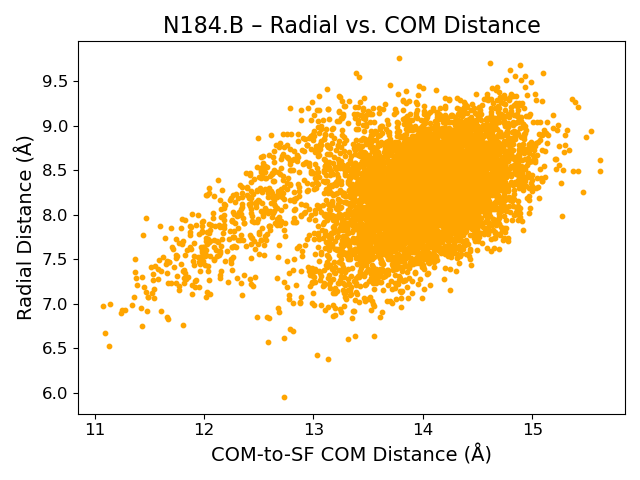 N184.B – Radial vs. COM Distance
Radial Distance (Å)
9.5
9.0
8.5
8.0
7.5
7.0
6.5
6.0
11 12 13 14 15
COM-to-SF COM Distance (Å)